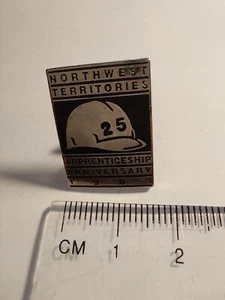 NORTHWEST
TERRITORIES
25
APPRENTICESHIP
ANNIVERSARY
CM 1 2